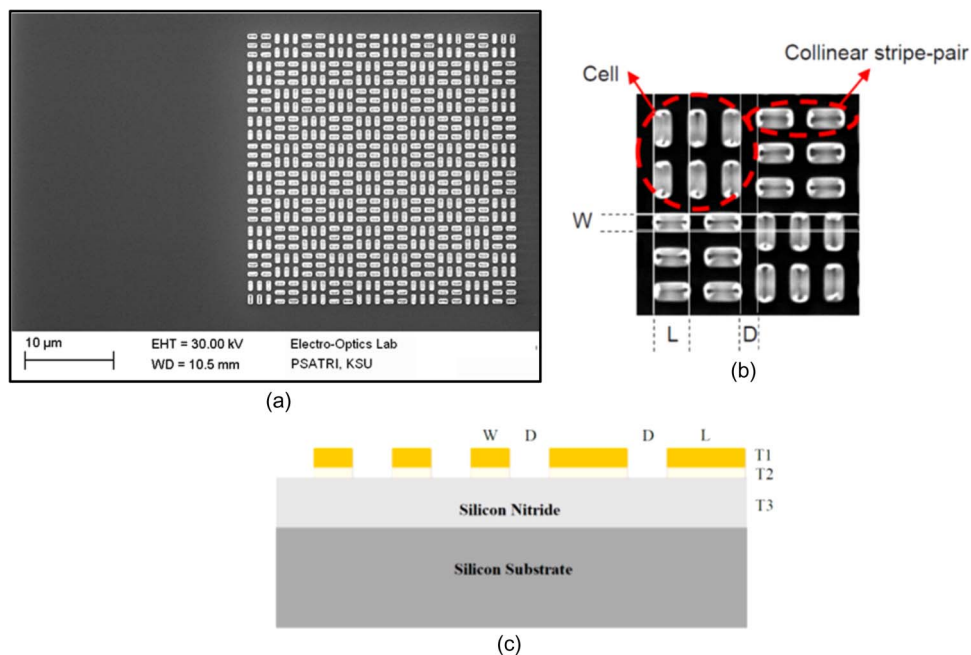 10 µm
EHT = 30.00 kV
Electro-Optics Lab
WD = 10.5 mm
PSATRI, KSU
(a)
Collinear stripe-pair
Cell
W
L
D
(b)
W D D L
T1
T2
Silicon Nitride
T3
Silicon Substrate
(c)